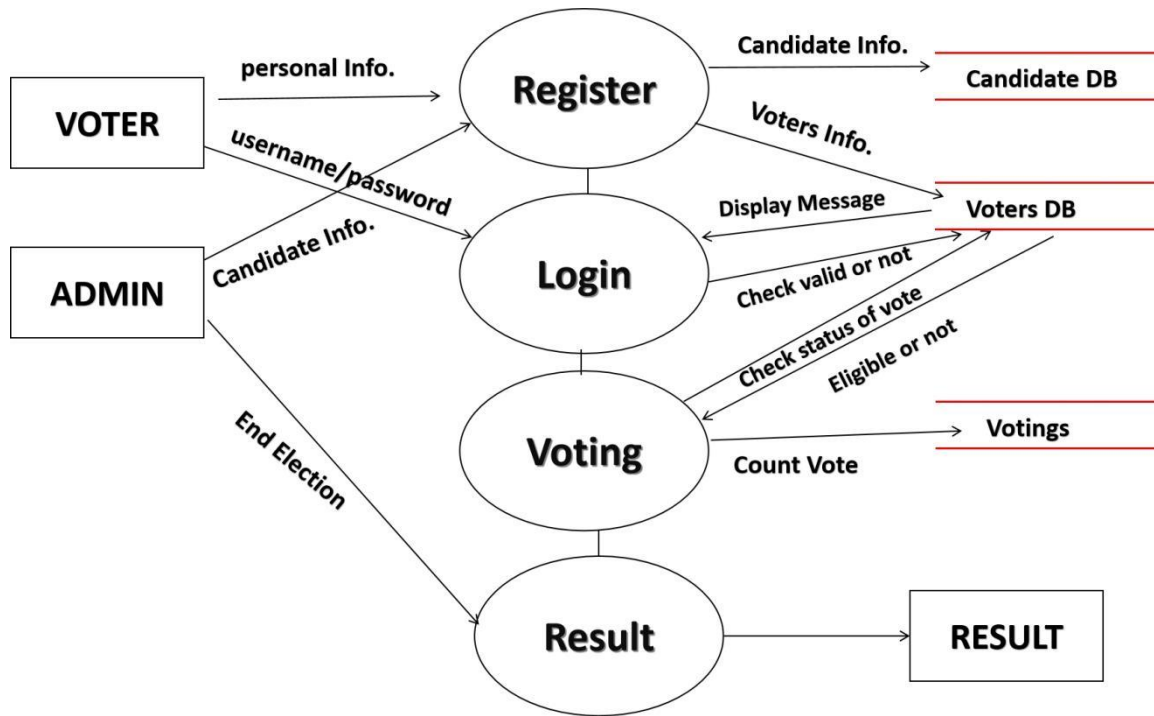 personal Info.
Register
Candidate Info.
Candidate DB
VOTER
username/password
Voters Info.
Display Message
Voters DB
Candidate Info.
ADMIN
Login
Check valid or not
Check status of vote
Eligible or not
End Election
Voting
Count Vote
Votings
Result
RESULT